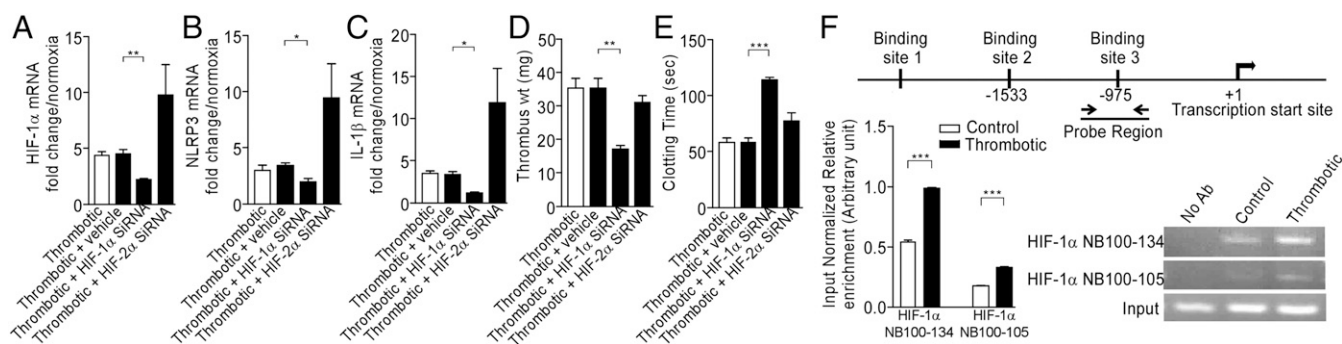 A
HIF-1α mRNA
fold change/normoxia
15
10
5
0
**
Thrombotic
Thrombotic + vehicle
Thrombotic + HIF-1α SiRNA
Thrombotic + HIF-2α SiRNA
B
NLRP3 mRNA
fold change/normoxia
15
10
5
0
*
Thrombotic
Thrombotic + vehicle
Thrombotic + HIF-1α SiRNA
Thrombotic + HIF-2α SiRNA
C
IL-1β mRNA
fold change/normoxia
20
15
10
5
0
*
Thrombotic
Thrombotic + vehicle
Thrombotic + HIF-1α SiRNA
Thrombotic + HIF-2α SiRNA
D
Thrombus wt (mg)
50
40
30
20
10
0
**
Thrombotic
Thrombotic + vehicle
Thrombotic + HIF-1α SiRNA
Thrombotic + HIF-2α SiRNA
E
Clotting Time (sec)
200
150
100
50
0
***
Thrombotic
Thrombotic + vehicle
Thrombotic + HIF-1α SiRNA
Thrombotic + HIF-2α SiRNA
F
Binding
site 1
Binding
site 2
Binding
site 3
-1533
-975
+1
Transcription start site
Probe Region
Input Normalized Relative
enrichment (Arbitrary unit)
1.5
1.0
0.5
0.0
Control
Thrombotic
***
***
HIF-1α
NB100-134
HIF-1α
NB100-105
No Ab
Control
Thrombotic
HIF-1α NB100-134
HIF-1α NB100-105
Input